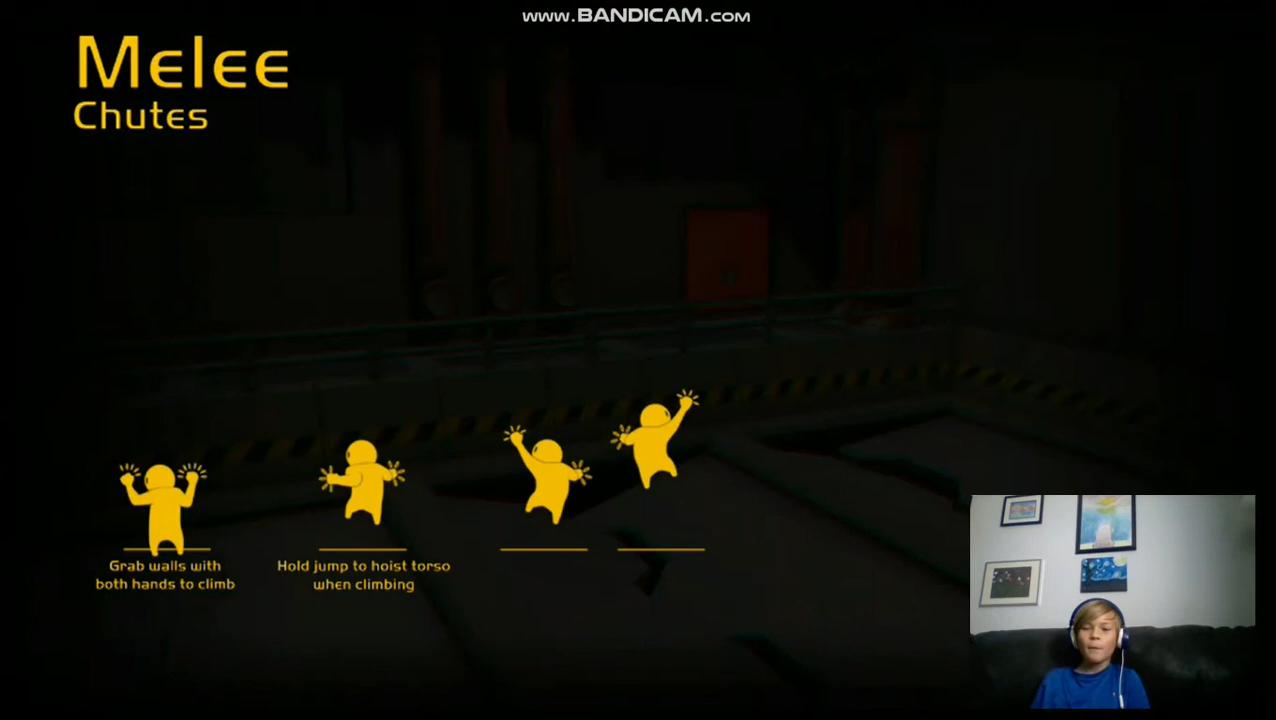 www.BANDICAM.com
Melee
Chutes
Grab walls with
both hands to climb
Hold jump to hoist torso
when climbing